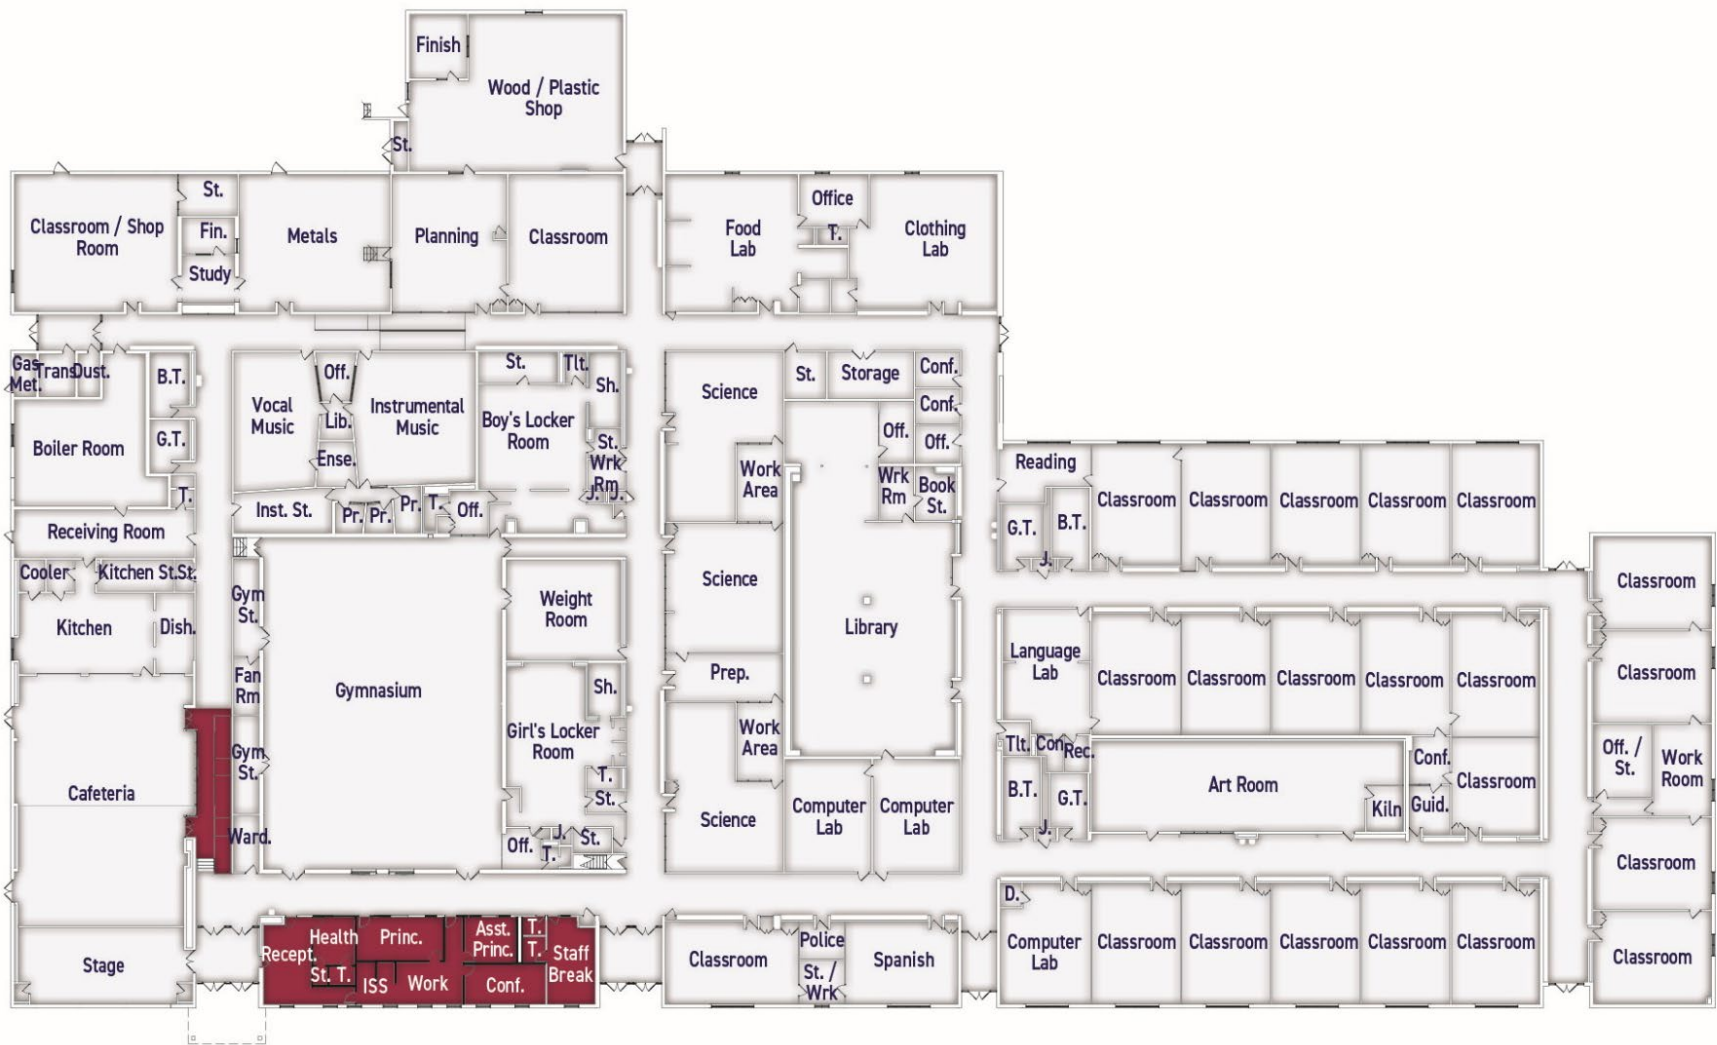 Finish
Wood / Plastic
Shop
St.
Classroom / Shop
Room
St.
Fin.
Study
Metals
Planning
Classroom
Food
Lab
Office
T.
Clothing
Lab
Gas
Met.
Trans
Dust.
B.T.
G.T.
Boiler Room
T.
Receiving Room
Cooler
Kitchen St.
St.
Kitchen
Dish.
Vocal
Music
Off.
Lib.
Ense.
Instrumental
Music
Inst. St.
Pr.
Pr.
Pr.
T.
Off.
St.
Tlt.
Sh.
Boy's Locker
Room
St.
Wrk
Rm
J.
J.
Gym
St.
Fan
Rm
Gym
St.
Ward.
Gymnasium
Weight
Room
Girl's Locker
Room
Sh.
T.
St.
Off.
J.
T.
St.
Cafeteria
Stage
Science
Work
Area
Science
Prep.
Work
Area
Science
St.
Storage
Conf.
Conf.
Off.
Off.
Wrk
Rm
Book
St.
Library
Computer
Lab
Computer
Lab
Reading
G.T.
B.T.
J.
Classroom
Classroom
Classroom
Classroom
Classroom
Language
Lab
Classroom
Classroom
Classroom
Classroom
Classroom
Tlt.
Con
Rec.
B.T.
G.T.
J.
Art Room
Kiln
Conf.
Guid.
Classroom
Classroom
Classroom
Off. /
St.
Work
Room
Classroom
Classroom
Recept.
Health
St.
T.
Princ.
ISS
Work
Asst.
Princ.
Conf.
T.
T.
Staff
Break
Classroom
Police
St. /
Wrk
Spanish
D.
Computer
Lab
Classroom
Classroom
Classroom
Classroom
Classroom